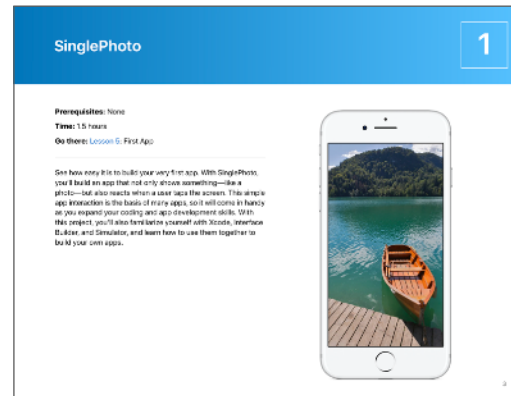 SinglePhoto
1
Prerequisites: None
Time: 1.5 hours
Go there: Lesson 5: First App
See how easy it is to build your very first app. With SinglePhoto,
you'll build an app that not only shows something—like a
photo—but also reacts when a user taps the screen. This simple
app interaction is the basis of many apps, so it will come in handy
as you expand your coding and app development skills. With
this project, you'll also familiarize yourself with Xcode, Interface
Builder, and Simulator, and learn how to use them together to
build your own apps.